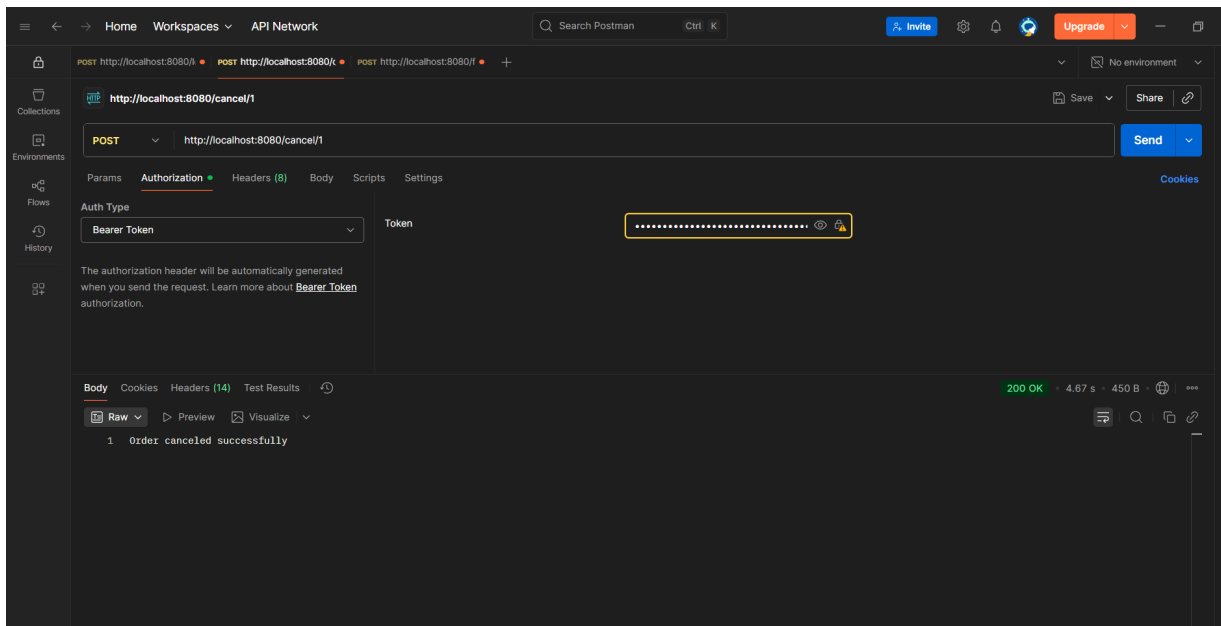 Home Workspaces API Network Search Postman Ctrl K Invite Upgrade
POST http://localhost:8080/ POST http://localhost:8080/ POST http://localhost:8080/f No environment
Collections
HTTP http://localhost:8080/cancel/1 Save Share
Environments
POST http://localhost:8080/cancel/1 Send
Params Authorization Headers (8) Body Scripts Settings Cookies
Flows
Auth Type
History
Bearer Token Token ••••••••••••••••••••••••••••••••
The authorization header will be automatically generated
when you send the request. Learn more about Bearer Token
authorization.
Body Cookies Headers (14) Test Results 200 OK • 4.67 s • 450 B
Raw Preview Visualize
1 Order canceled successfully